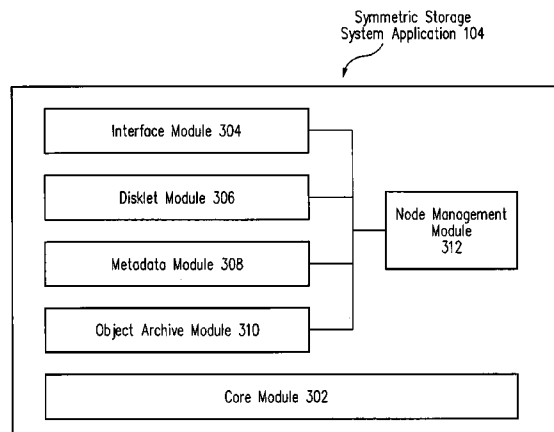 Symmetric Storage
System Application 104
Interface Module 304
Disklet Module 306
Node Management
Module
312
Metadata Module 308
Object Archive Module 310
Core Module 302